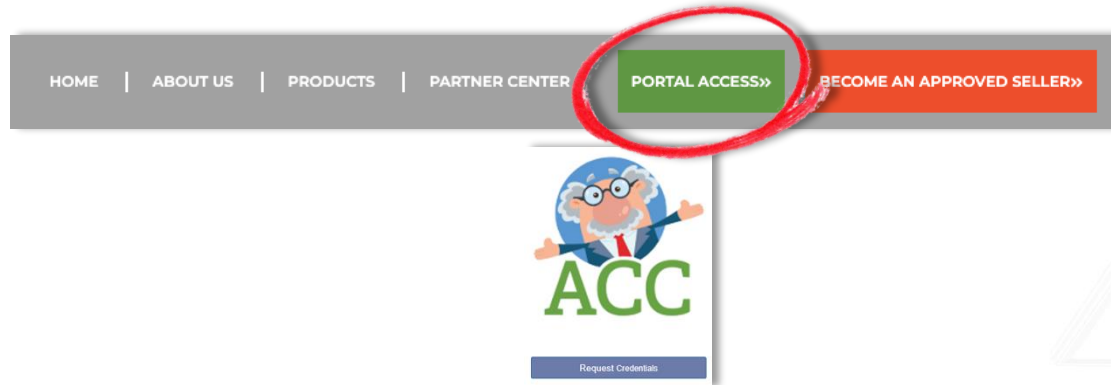 HOME | ABOUT US | PRODUCTS | PARTNER CENTER PORTAL ACCESS» BECOME AN APPROVED SELLER»
ACC
Request Credentials